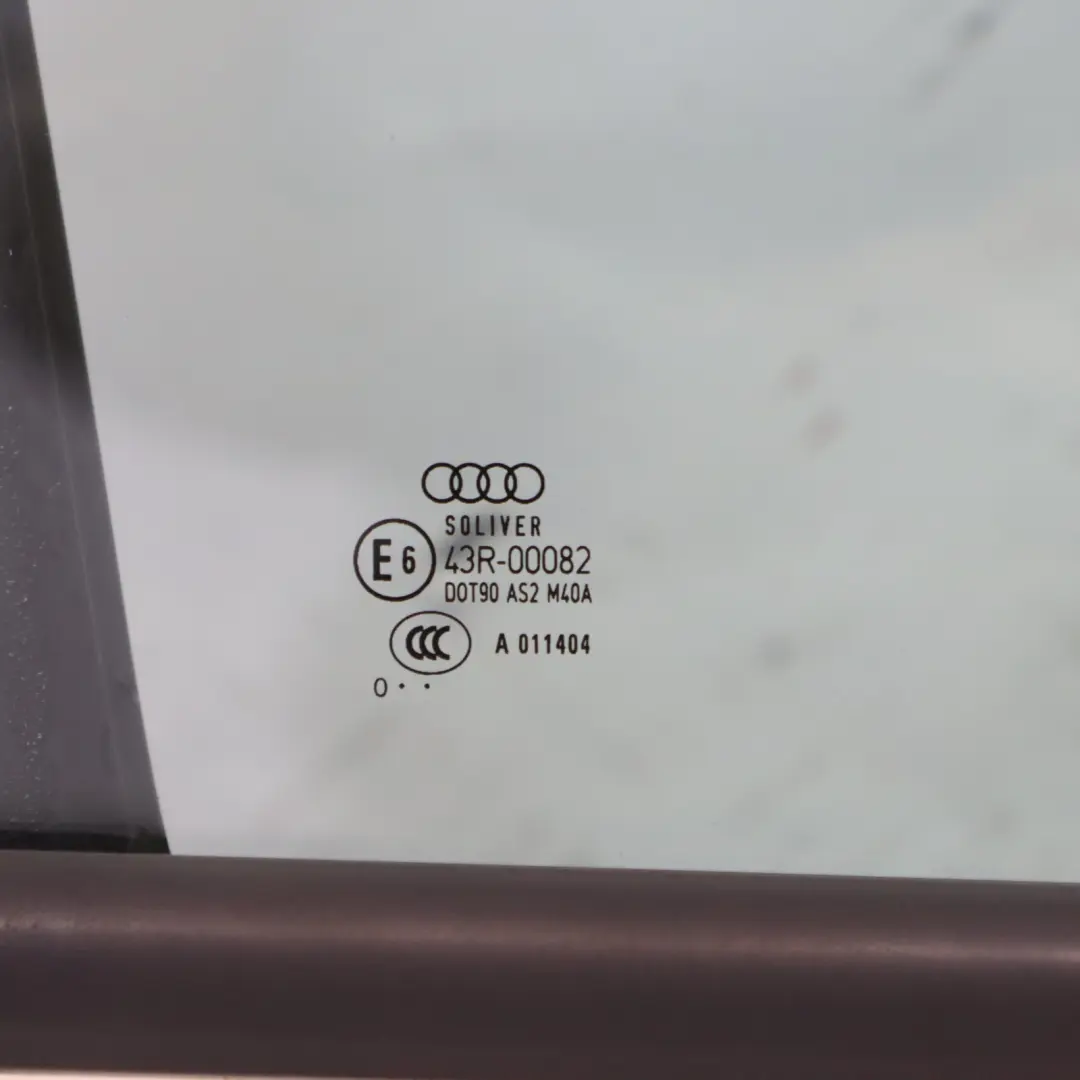 SOLIVER
E6 43R-00082
DOT90 AS2 M40A
CCC A 011404
0 · ·